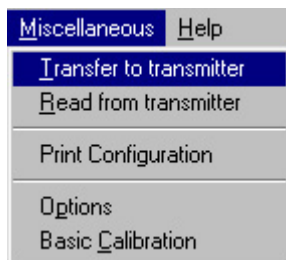 Miscellaneous Help
Transfer to transmitter
Read from transmitter
Print Configuration
Options
Basic Calibration